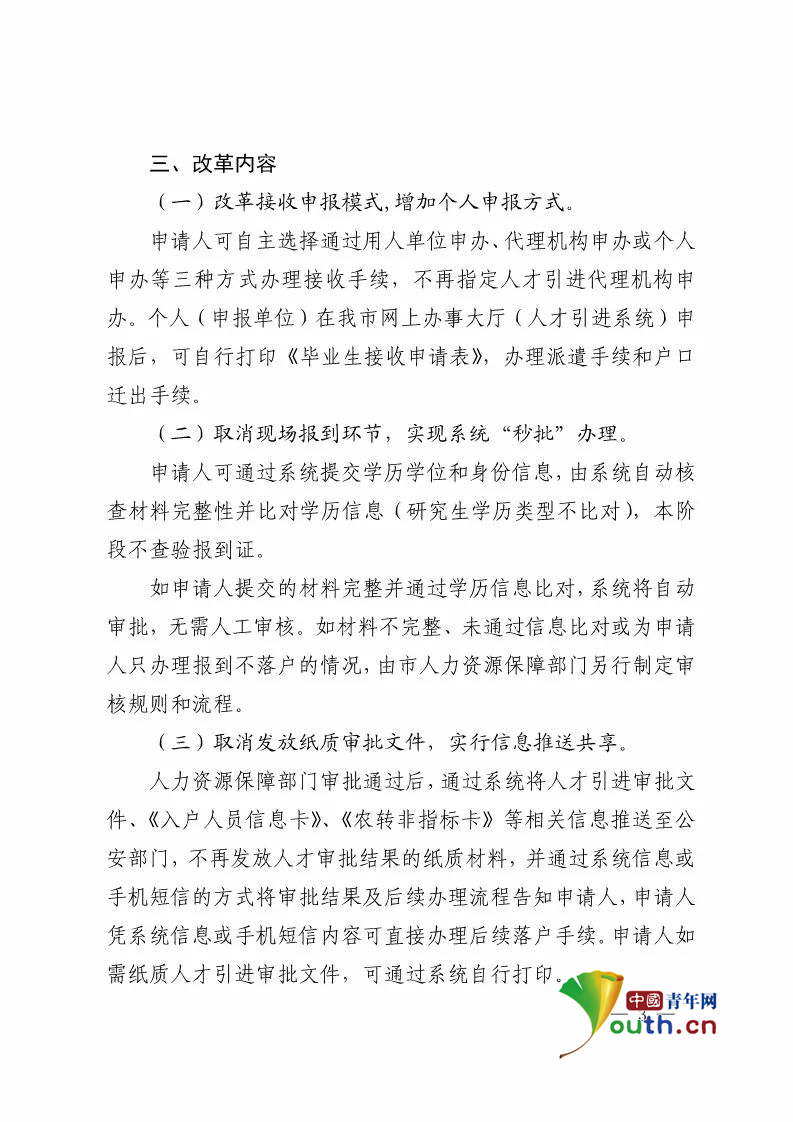 三、改革内容
（一）改革接收申报模式,增加个人申报方式。
申请人可自主选择通过用人单位申办、代理机构申办或个人
申办等三种方式办理接收手续，不再指定人才引进代理机构申
办。个人（申报单位）在我市网上办事大厅（人才引进系统）申
报后，可自行打印《毕业生接收申请表》，办理派遣手续和户口
迁出手续。
（二）取消现场报到环节，实现系统“秒批”办理。
申请人可通过系统提交学历学位和身份信息，由系统自动核
查材料完整性并比对学历信息（研究生学历类型不比对），本阶
段不查验报到证。
如申请人提交的材料完整并通过学历信息比对，系统将自动
审批，无需人工审核。如材料不完整、未通过信息比对或为申请
人只办理报到不落户的情况，由市人力资源保障部门另行制定审
核规则和流程。
（三）取消发放纸质审批文件，实行信息推送共享。
人力资源保障部门审批通过后，通过系统将人才引进审批文
件、《入户人员信息卡》、《农转非指标卡》等相关信息推送至公
安部门，不再发放人才审批结果的纸质材料，并通过系统信息或
手机短信的方式将审批结果及后续办理流程告知申请人，申请人
凭系统信息或手机短信内容可直接办理后续落户手续。申请人如
需纸质人才引进审批文件，可通过系统自行打印。
中國青年网
Youth.cn